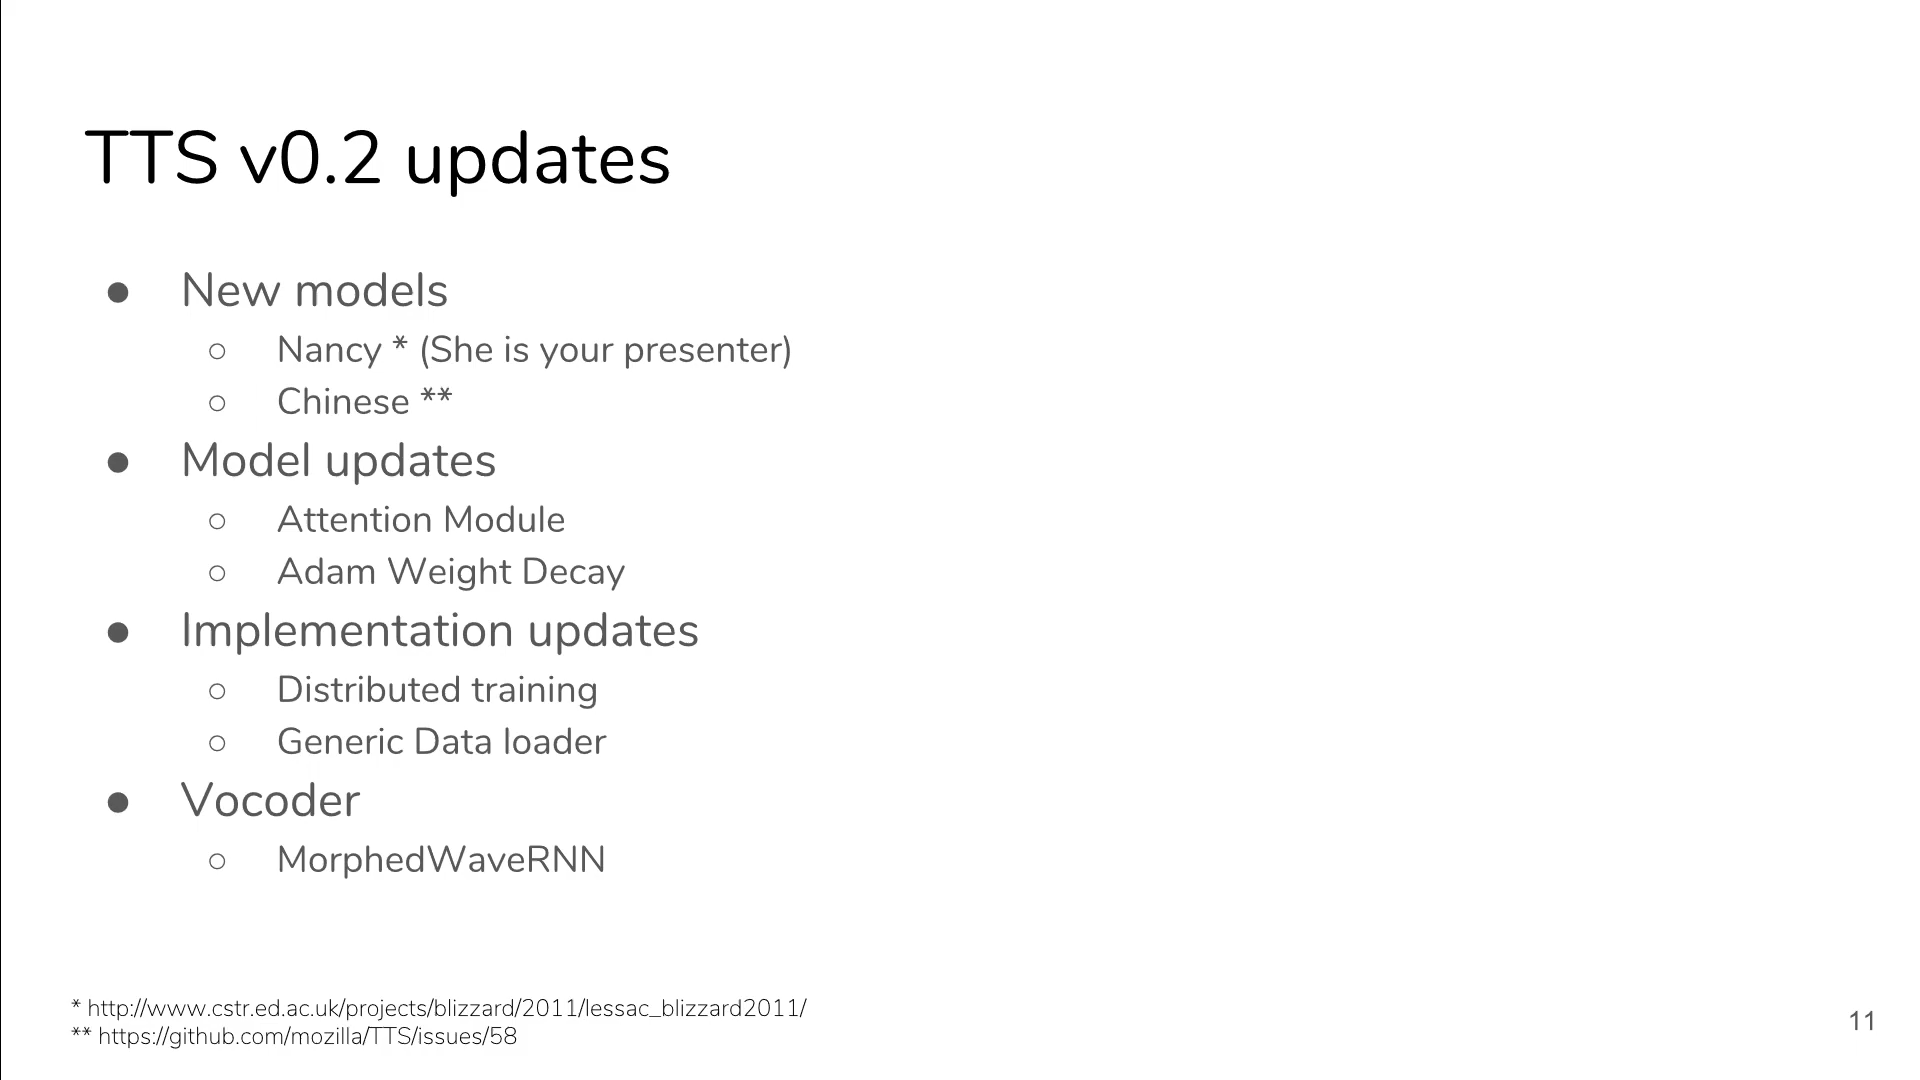 TTS v0.2 updates
● New models
○ Nancy * (She is your presenter)
○ Chinese **
● Model updates
○ Attention Module
○ Adam Weight Decay
● Implementation updates
○ Distributed training
○ Generic Data loader
● Vocoder
○ MorphedWaveRNN
* http://www.cstr.ed.ac.uk/projects/blizzard/2011/lessac_blizzard2011/
** https://github.com/mozilla/TTS/issues/58
11